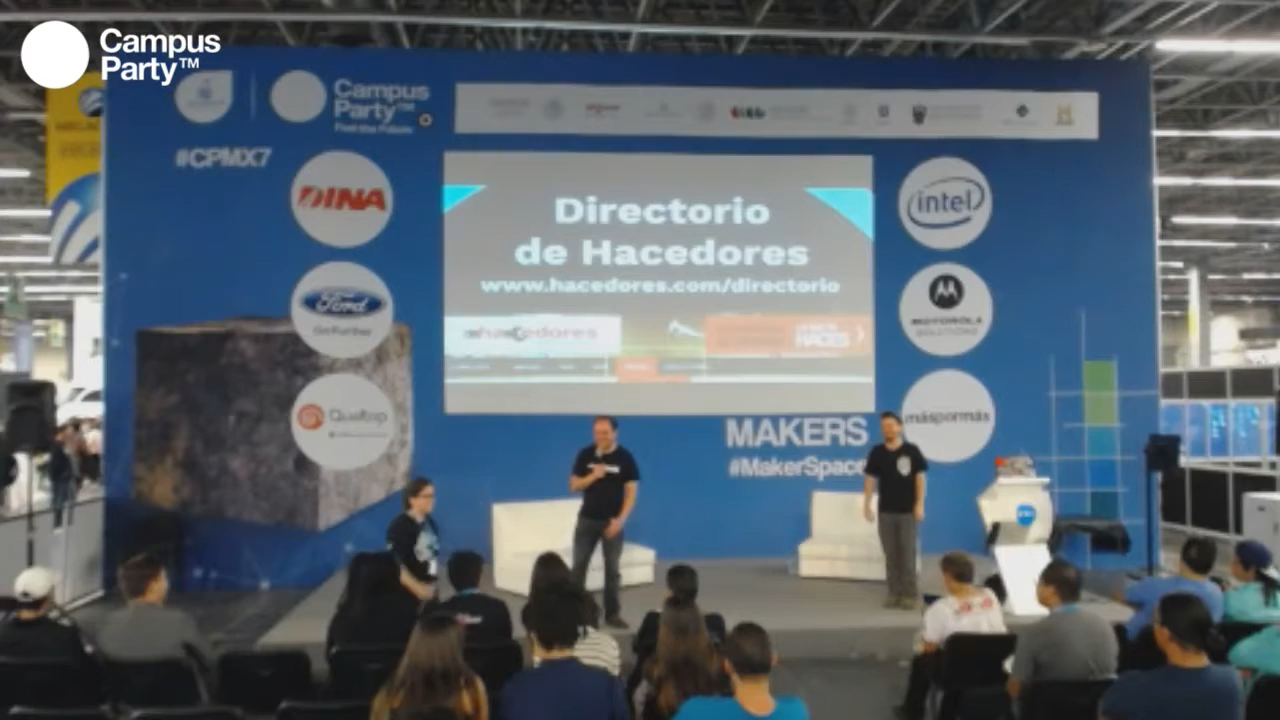 Campus
Party™
Campus
Party™
Feel the Future
#CPMX7
DINA
Ford
Go Further
Qualtop
Directorio
de Hacedores
www.hacedores.com/directorio
hacedores
intel
MOTOROLA
SOLUTIONS
máspormás
MAKERS
#MakerSpace